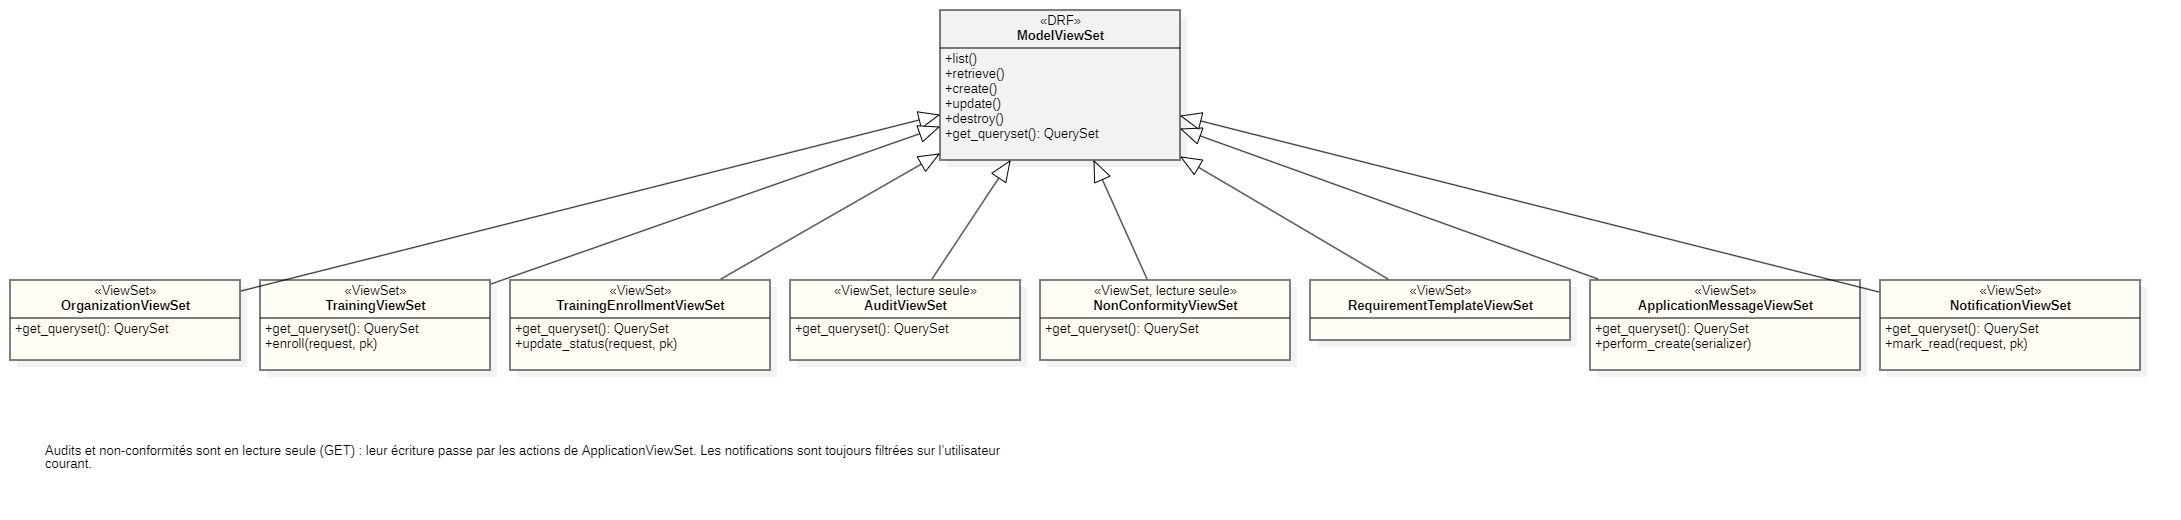 «DRF»
ModelViewSet
+list()
+retrieve()
+create()
+update()
+destroy()
+get_queryset(): QuerySet
«ViewSet»
OrganizationViewSet
+get_queryset(): QuerySet
«ViewSet»
TrainingViewSet
+get_queryset(): QuerySet
+enroll(request, pk)
«ViewSet»
TrainingEnrollmentViewSet
+get_queryset(): QuerySet
+update_status(request, pk)
«ViewSet, lecture seule»
AuditViewSet
+get_queryset(): QuerySet
«ViewSet, lecture seule»
NonConformityViewSet
+get_queryset(): QuerySet
«ViewSet»
RequirementTemplateViewSet
«ViewSet»
ApplicationMessageViewSet
+get_queryset(): QuerySet
+perform_create(serializer)
«ViewSet»
NotificationViewSet
+get_queryset(): QuerySet
+mark_read(request, pk)
Audits et non-conformités sont en lecture seule (GET) : leur écriture passe par les actions de ApplicationViewSet. Les notifications sont toujours filtrées sur l'utilisateur
courant.